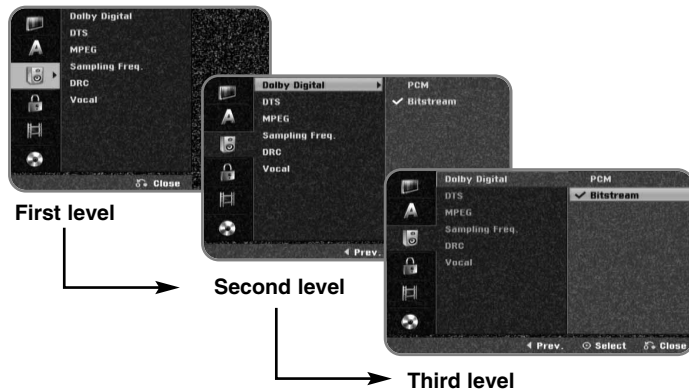 Dolby Digital
DTS
MPEG
Sampling Freq.
DRC
Vocal
Close
First level
Dolby Digital
DTS
MPEG
Sampling Freq.
DRC
Vocal
PCM
Bitstream
Prev.
Second level
Dolby Digital
DTS
MPEG
Sampling Freq.
DRC
Vocal
PCM
Bitstream
Prev. Select Close
Third level